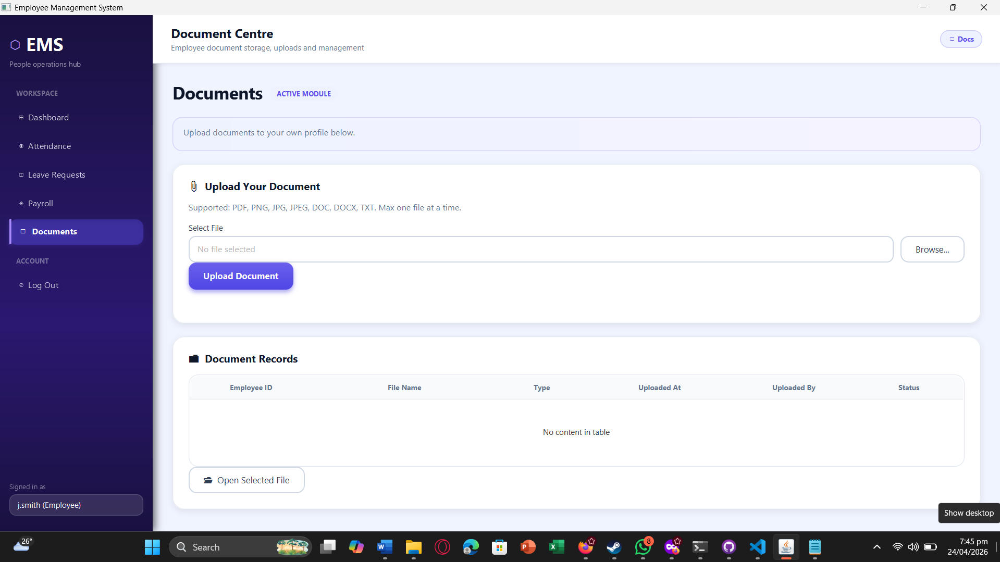 Employee Management System
EMS
People operations hub
WORKSPACE
Dashboard
Attendance
Leave Requests
Payroll
Documents
ACCOUNT
Log Out
Signed in as
j.smith (Employee)
Document Centre
Employee document storage, uploads and management
Docs
Documents
ACTIVE MODULE
Upload documents to your own profile below.
Upload Your Document
Supported: PDF, PNG, JPG, JPEG, DOC, DOCX, TXT. Max one file at a time.
Select File
No file selected
Browse...
Upload Document
Document Records
Employee ID File Name Type Uploaded At Uploaded By Status
No content in table
Open Selected File
Show desktop
26°
Search
8
7:45 pm
24/04/2026